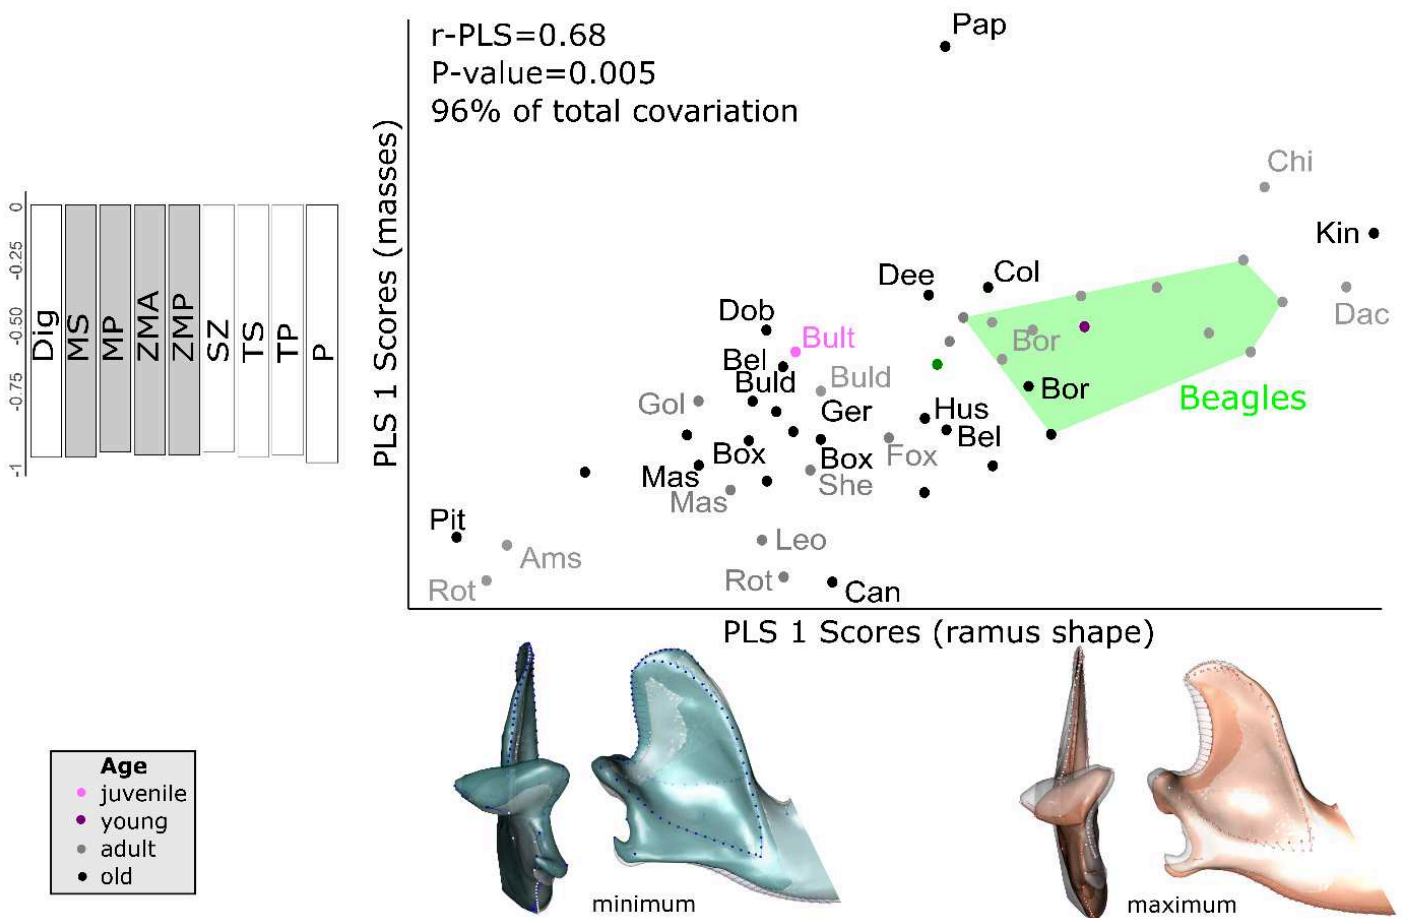 r-PLS=0.68
P-value=0.005
96% of total covariation
PLS 1 Scores (masses)
0
-0.25
-0.50
-0.75
-1
Dig
MS
MP
ZMA
ZMP
SZ
TS
TP
P
Pap
Chi
Kin
Dee
Col
Dac
Dob
Bult
Bor
Bel
Buld
Buld
Bor
Beagles
Gol
Ger
Hus
Bel
Box
Box
Fox
Mas
She
Mas
Pit
Ams
Leo
Rot
Rot
Can
PLS 1 Scores (ramus shape)
minimum
maximum
Age
juvenile
young
adult
old